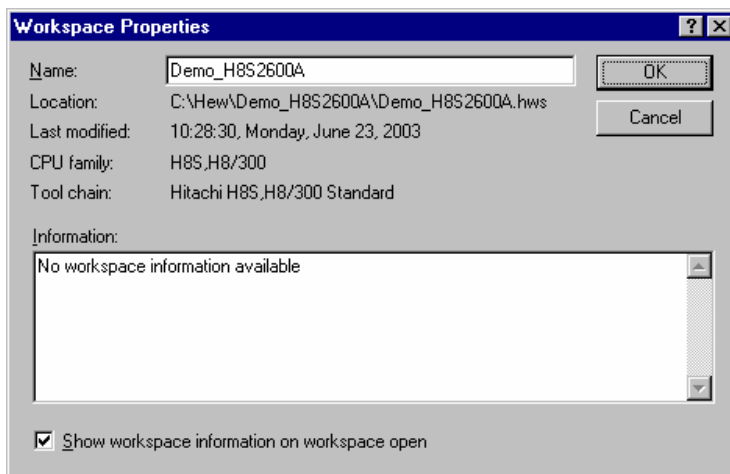 Workspace Properties
Name: Demo_H8S2600A OK
Location: C:\Hew\Demo_H8S2600A\Demo_H8S2600A.hws
Last modified: 10:28:30, Monday, June 23, 2003 Cancel
CPU family: H8S,H8/300
Tool chain: Hitachi H8S,H8/300 Standard
Information:
No workspace information available
Show workspace information on workspace open